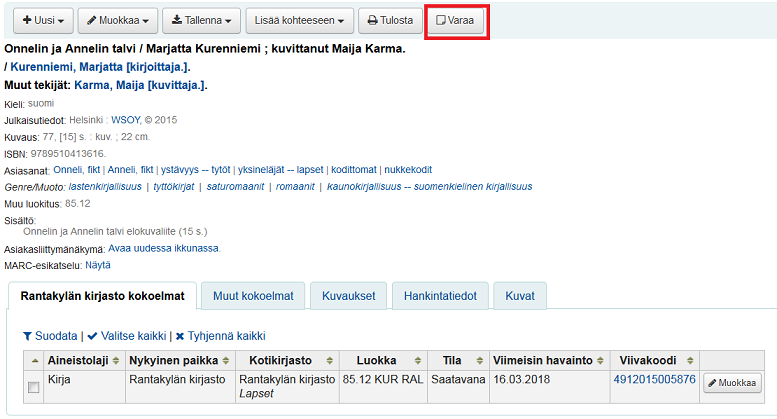 Uusi Muokkaa Tallenna Lisää kohteeseen Tulosta Varaa
Onnelin ja Annelin talvi / Marjatta Kurenniemi ; kuvittanut Maija Karma.
/ Kurenniemi, Marjatta [kirjoittaja.].
Muut tekijät: Karma, Maija [kuvittaja.].
Kieli: suomi
Julkaisutiedot: Helsinki : WSOY, © 2015
Kuvaus: 77, [15] s. : kuv. ; 22 cm.
ISBN: 9789510413616.
Asiasanat: Onneli, fikt | Anneli, fikt | ystävyys -- tytöt | yksineläjät -- lapset | kodittomat | nukkekodit
Genre/Muoto: lastenkirjallisuus | tyttökirjat | saturomaanit | romaanit | kaunokirjallisuus -- suomenkielinen kirjallisuus
Muu luokitus: 85.12
Sisältö:
Onnelin ja Annelin talvi elokuvaliite (15 s.)
Asiakasliittymänäkymä: Avaa uudessa ikkunassa.
MARC-esikatselu: Näytä
Rantakylän kirjasto kokoelmat Muut kokoelmat Kuvaukset Hankintatiedot Kuvat
Suodata | Valitse kaikki | Tyhjennä kaikki
Aineistolaji Nykyinen paikka Kotikirjasto Luokka Tila Viimeisin havainto Viivakoodi
Kirja Rantakylän kirjasto Rantakylän kirjasto 85.12 KUR RAL Saatavana 16.03.2018 4912015005876 Muokkaa
Lapset